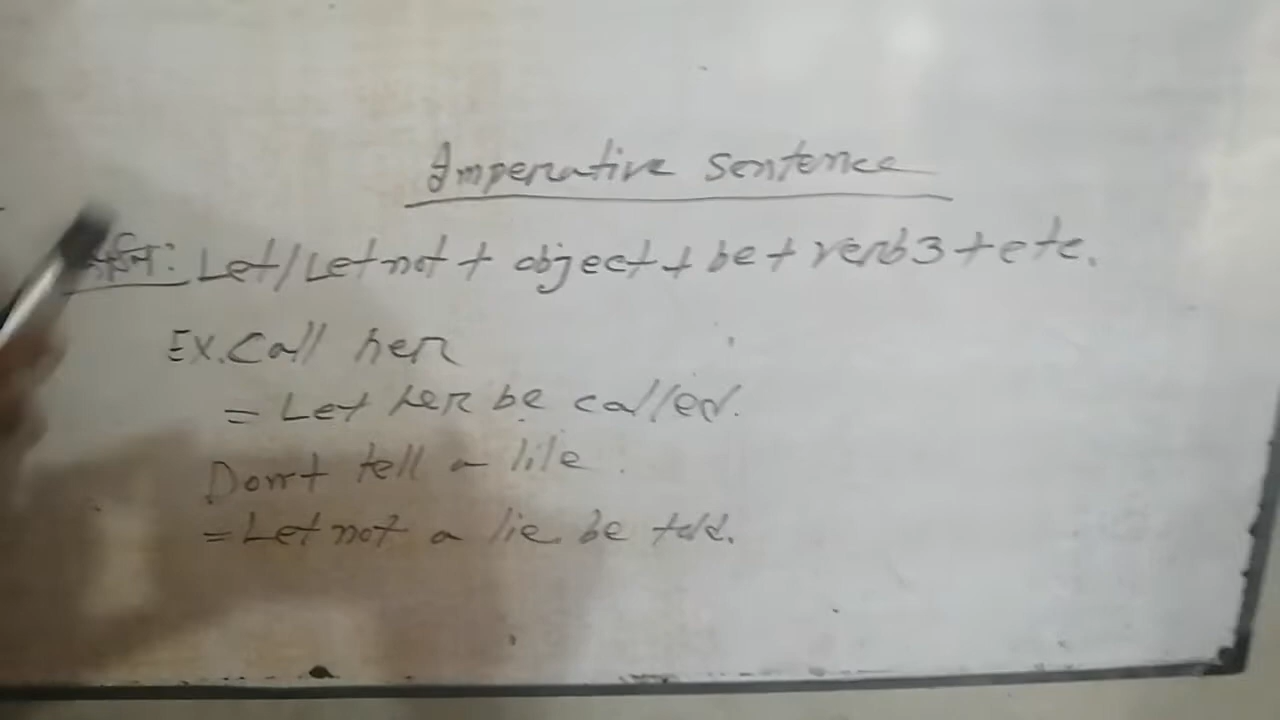 Imperative Sentence
Let/Let not + object + be + verb3 + etc.
EX. Call her
= Let her be called.
Don't tell a lile.
= Let not a lie be told.